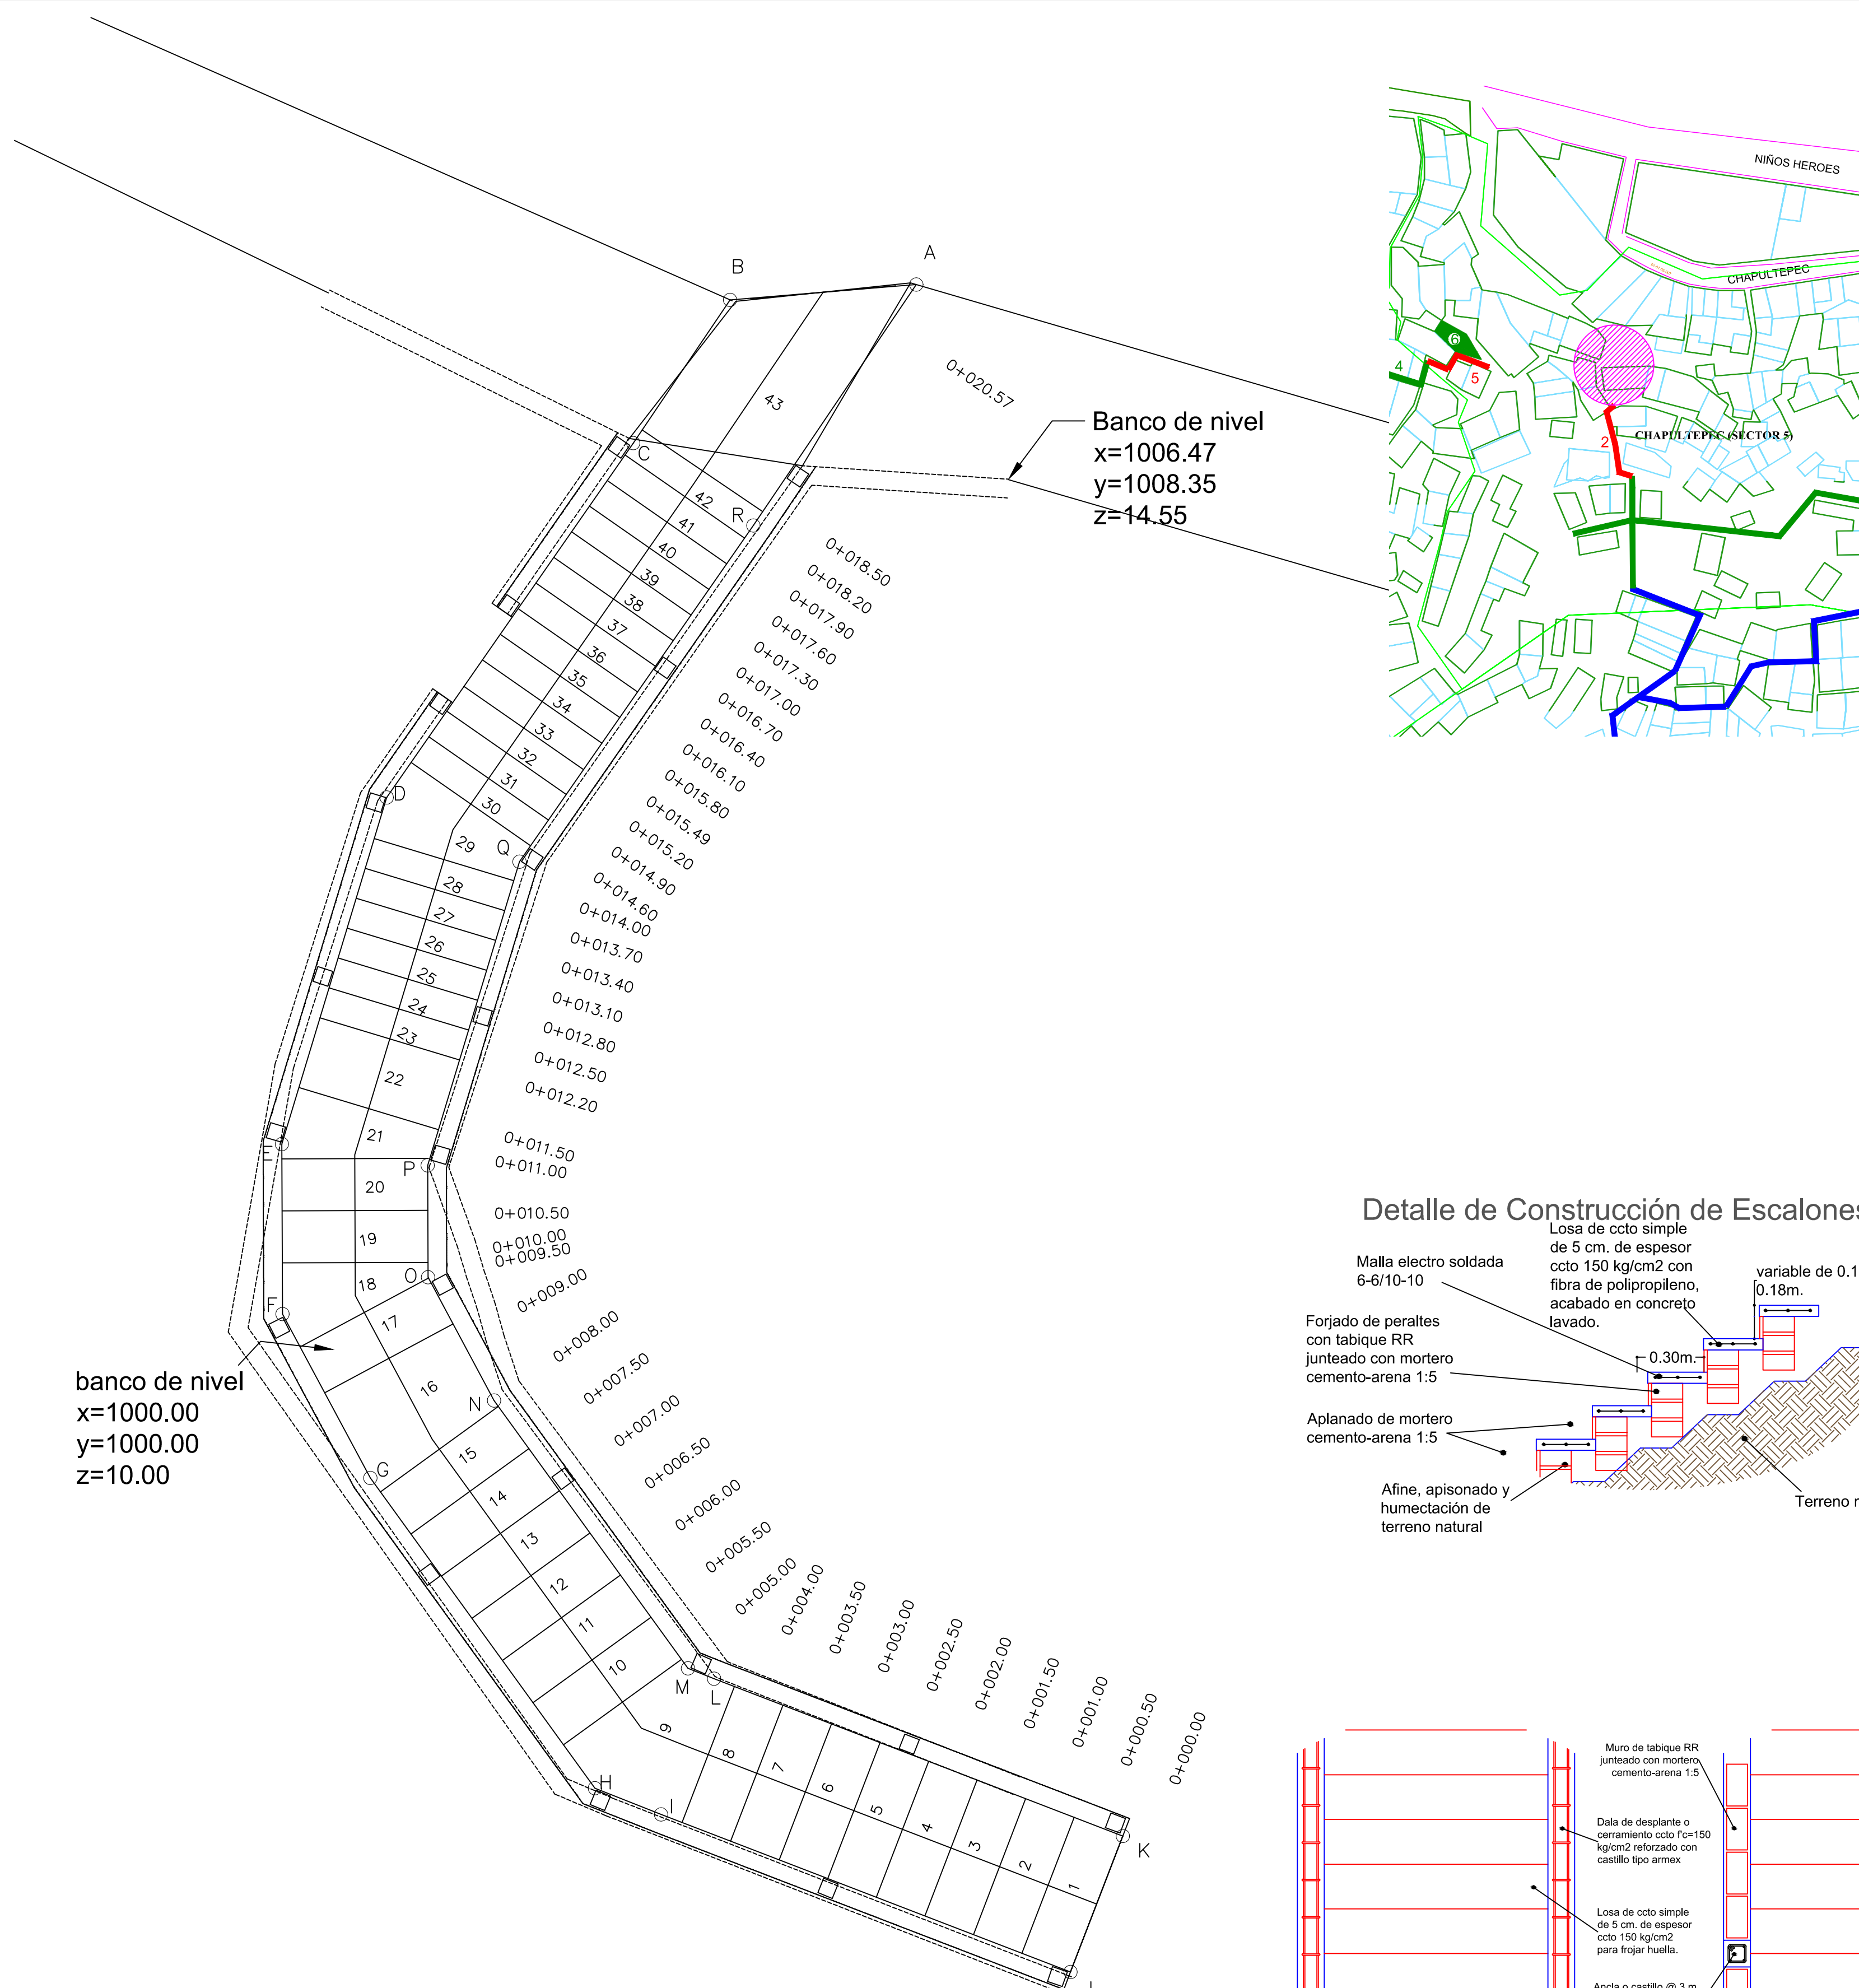 B
A
C
R
D
Q
E
P
O
F
N
G
M
L
H
I
K
43
42
41
40
39
38
37
36
35
34
33
32
31
30
29
28
27
26
25
24
23
22
21
20
19
18
17
16
15
14
13
12
11
10
9
8
7
6
5
4
3
2
1
0+020.57
0+018.50
0+018.20
0+017.90
0+017.60
0+017.30
0+017.00
0+016.70
0+016.40
0+016.10
0+015.80
0+015.49
0+015.20
0+014.90
0+014.60
0+014.00
0+013.70
0+013.40
0+013.10
0+012.80
0+012.50
0+012.20
0+011.50
0+011.00
0+010.50
0+010.00
0+009.50
0+009.00
0+008.00
0+007.50
0+007.00
0+006.50
0+006.00
0+005.50
0+005.00
0+004.00
0+003.50
0+003.00
0+002.50
0+002.00
0+001.50
0+001.00
0+000.50
0+000.00
Banco de nivel
x=1006.47
y=1008.35
z=14.55
banco de nivel
x=1000.00
y=1000.00
z=10.00
NIÑOS HEROES
CHAPULTEPEC
6
4
5
2
CHAPULTEPEC (SECTOR 5)
Detalle de Construcción de Escalones
Malla electro soldada
6-6/10-10
Losa de ccto simple
de 5 cm. de espesor
ccto 150 kg/cm2 con
fibra de polipropileno,
acabado en concreto
lavado.
variable de 0.1
0.18m.
Forjado de peraltes
con tabique RR
junteado con mortero
cemento-arena 1:5
0.30m.
Aplanado de mortero
cemento-arena 1:5
Afine, apisonado y
humectación de
terreno natural
Terreno
Muro de tabique RR
junteado con mortero
cemento-arena 1:5
Dala de desplante o
cerramiento ccto f'c=150
kg/cm2 reforzado con
castillo tipo armex
Losa de ccto simple
de 5 cm. de espesor
ccto 150 kg/cm2
para frojar huella.
Ancla o castillo @ 3 m